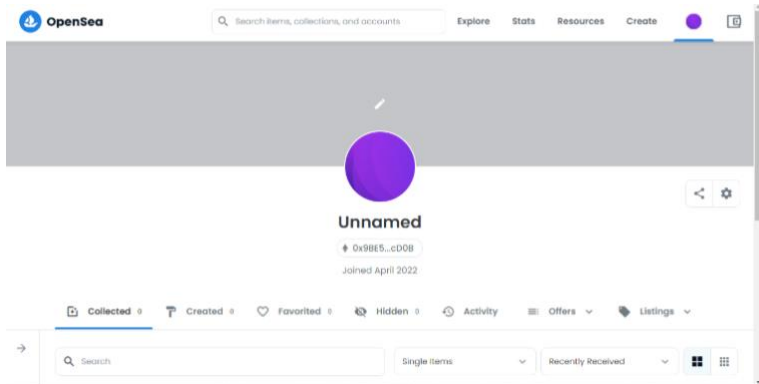 OpenSea
Search items, collections, and accounts
Explore Stats Resources Create
Unnamed
0x9BE5...cD0B
Joined April 2022
Collected 0 Created 0 Favorited 0 Hidden 0 Activity Offers Listings
Search
Single Items
Recently Received